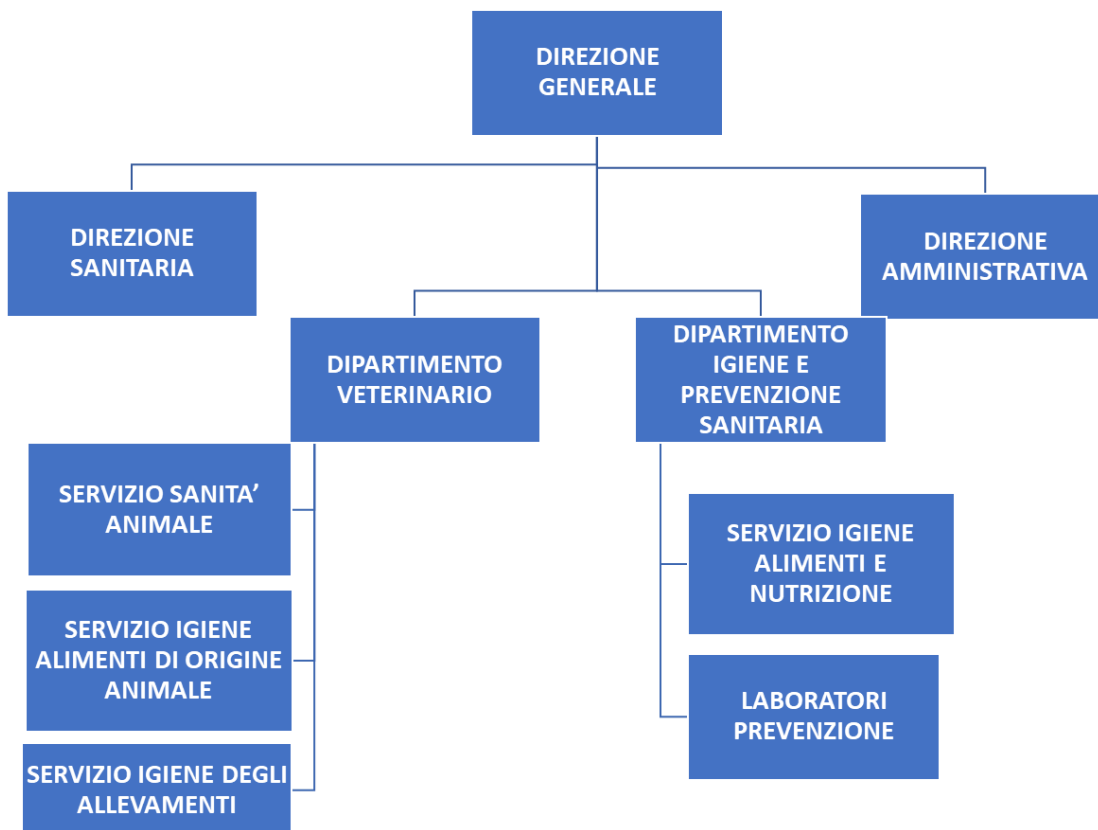 DIREZIONE
GENERALE
DIREZIONE
SANITARIA
DIREZIONE
AMMINISTRATIVA
DIPARTIMENTO
VETERINARIO
DIPARTIMENTO
IGIENE E
PREVENZIONE
SANITARIA
SERVIZIO SANITA’
ANIMALE
SERVIZIO IGIENE
ALIMENTI DI ORIGINE
ANIMALE
SERVIZIO IGIENE DEGLI
ALLEVAMENTI
SERVIZIO IGIENE
ALIMENTI E
NUTRIZIONE
LABORATORI
PREVENZIONE